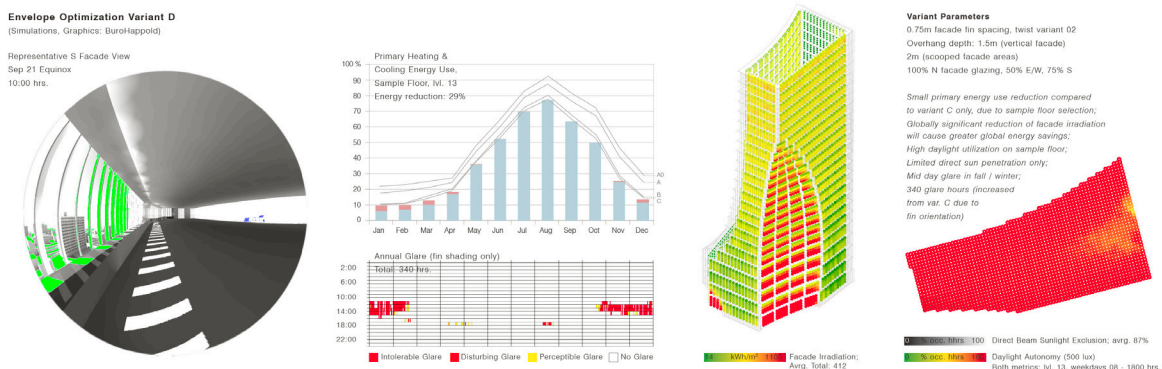 Envelope Optimization Variant D
(Simulations, Graphics: BuroHappold)
Representative S Facade View
Sep 21 Equinox
10:00 hrs.
Primary Heating &
Cooling Energy Use,
Sample Floor, lvl. 13
Energy reduction: 29%
100 %
90
80
70
60
50
40
30
20
10
0
A0
A
B
C
Jan Feb Mar Apr May Jun Jul Aug Sep Oct Nov Dec
Annual Glare (fin shading only)
Total: 340 hrs.
2:00
6:00
10:00
14:00
18:00
22:00
Intolerable Glare Disturbing Glare Perceptible Glare No Glare
kWh/m²
Facade Irradiation;
Avrg. Total: 412
Variant Parameters
0.75m facade fin spacing, twist variant 02
Overhang depth: 1.5m (vertical facade)
2m (scooped facade areas)
100% N facade glazing, 50% E/W, 75% S
Small primary energy use reduction compared
to variant C only, due to sample floor selection;
Globally significant reduction of facade irradiation
will cause greater global energy savings;
High daylight utilization on sample floor;
Limited direct sun penetration only;
Mid day glare in fall / winter;
340 glare hours (increased
from var. C due to
fin orientation)
0 % occ. hhrs 100 Direct Beam Sunlight Exclusion; avrg. 87%
0 % occ. hhrs 100 Daylight Autonomy (500 lux)
Both metrics: lvl. 13, weekdays 08 - 1800 hrs